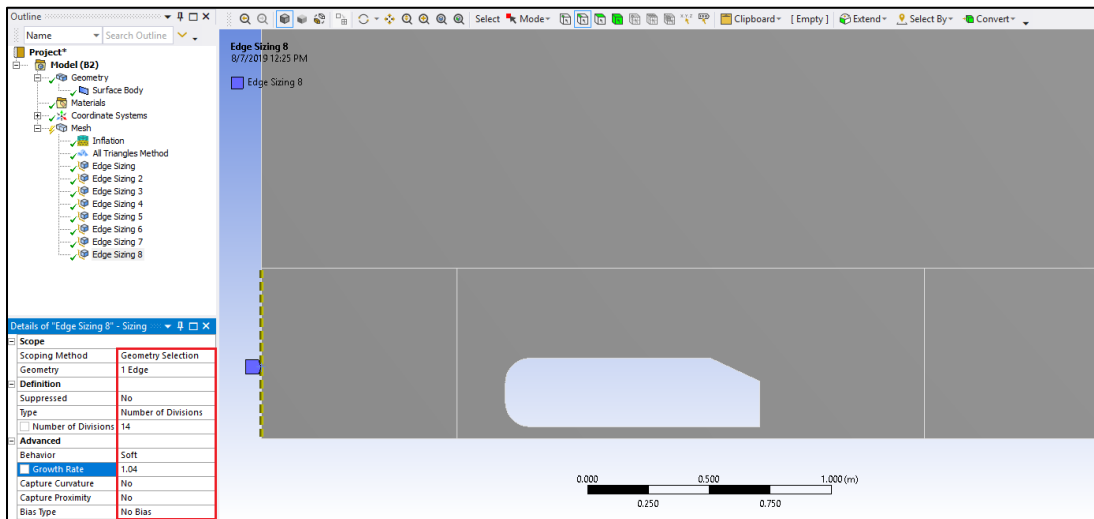 Outline
Name Search Outline
Project*
Model (B2)
Geometry
Surface Body
Materials
Coordinate Systems
Mesh
Inflation
All Triangles Method
Edge Sizing
Edge Sizing 2
Edge Sizing 3
Edge Sizing 4
Edge Sizing 5
Edge Sizing 6
Edge Sizing 7
Edge Sizing 8
Details of "Edge Sizing 8" - Sizing
Scope
Scoping Method Geometry Selection
Geometry 1 Edge
Definition
Suppressed No
Type Number of Divisions
Number of Divisions 14
Advanced
Behavior Soft
Growth Rate 1.04
Capture Curvature No
Capture Proximity No
Bias Type No Bias
Select Mode Clipboard [ Empty ] Extend Select By Convert
Edge Sizing 8
8/7/2019 12:25 PM
Edge Sizing 8
0.000 0.500 1.000 (m)
0.250 0.750